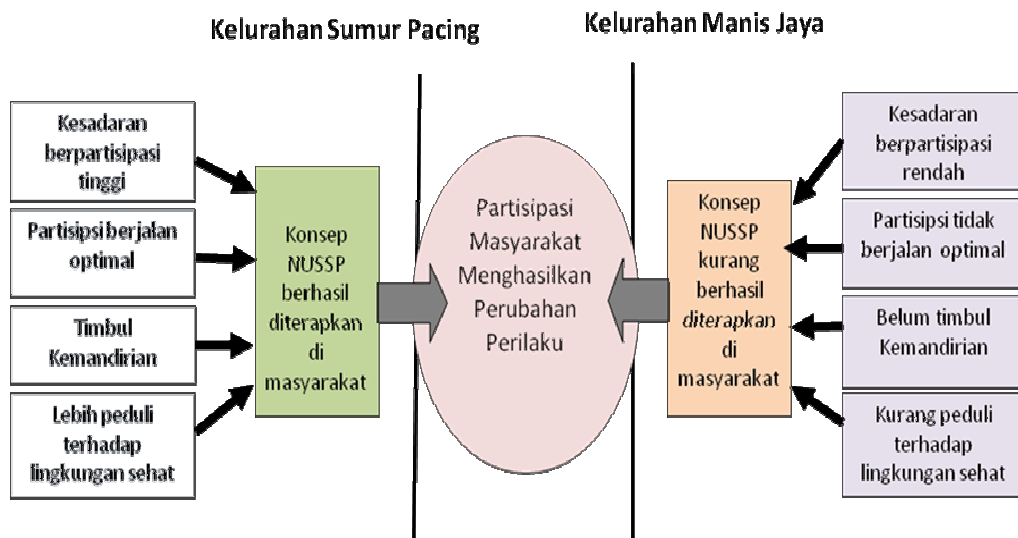 Kelurahan Sumur Pacing
Kelurahan Manis Jaya
Kesadaran
berpartisipasi
tinggi
Partisipsi berjalan
optimal
Timbul
Kemandirian
Lebih peduli
terhadap
lingkungan sehat
Konsep
NUSSP
berhasil
diterapkan
di
masyarakat
Partisipasi
Masyarakat
Menghasilkan
Perubahan
Perilaku
Konsep
NUSSP
kurang
berhasil
diterapkan
di
masyarakat
Kesadaran
berpartisipasi
rendah
Partisipsi tidak
berjalan optimal
Belum timbul
Kemandirian
Kurang peduli
terhadap
lingkungan sehat